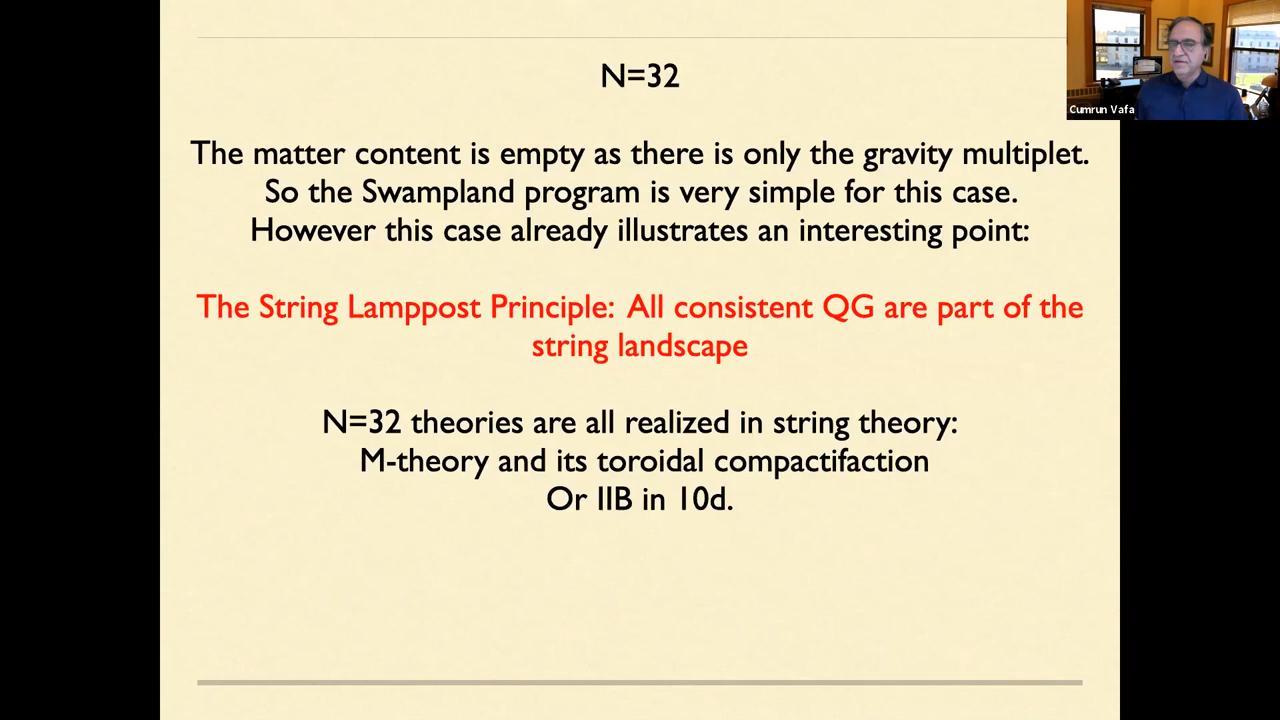 N=32
Cumrun Vafa
The matter content is empty as there is only the gravity multiplet.
So the Swampland program is very simple for this case.
However this case already illustrates an interesting point:
The String Lamppost Principle: All consistent QG are part of the
string landscape
N=32 theories are all realized in string theory:
M-theory and its toroidal compactifaction
Or IIB in 10d.